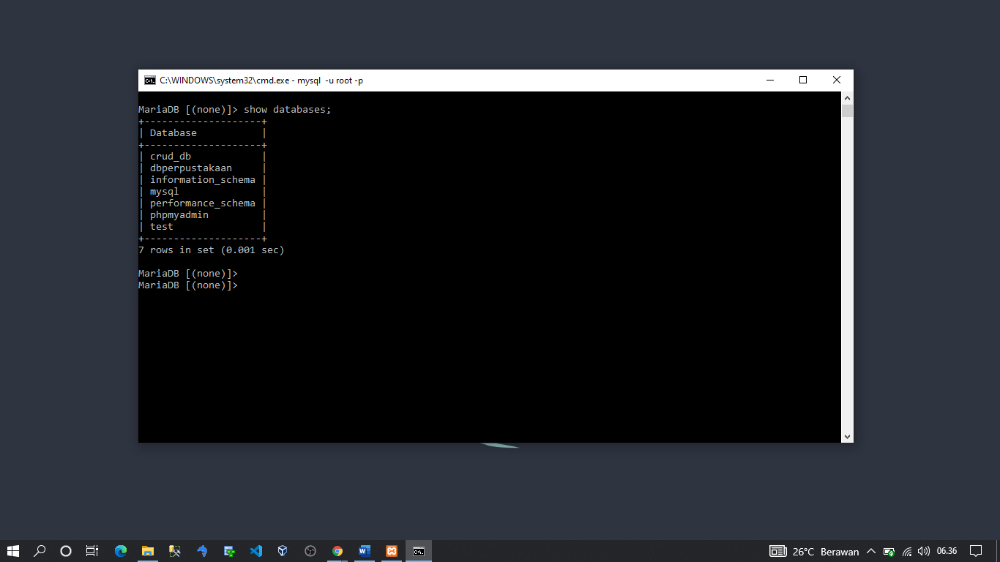 C:\WINDOWS\system32\cmd.exe - mysql  -u root -p
MariaDB [(none)]> show databases;
+--------------------+
| Database           |
+--------------------+
| crud_db            |
| dbperpustakaan     |
| information_schema |
| mysql              |
| performance_schema |
| phpmyadmin         |
| test               |
+--------------------+
7 rows in set (0.001 sec)
MariaDB [(none)]>
MariaDB [(none)]>
26°C Berawan 06.36